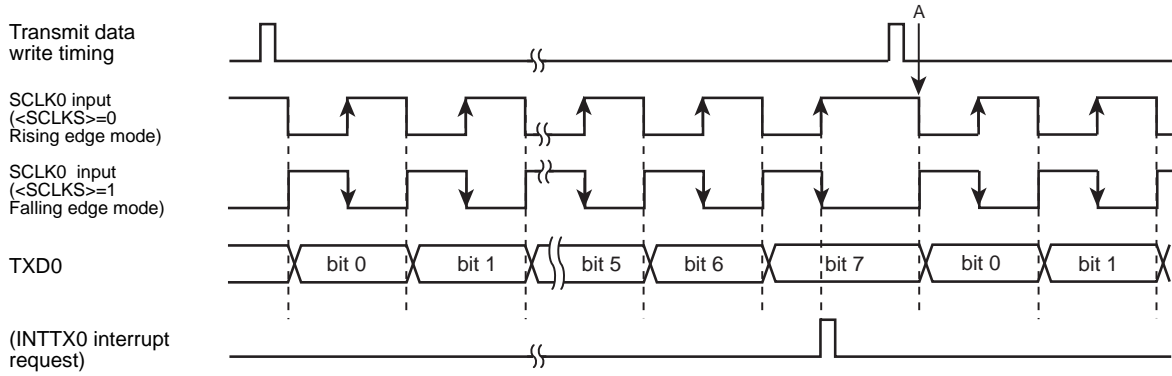 Transmit data
write timing
A
SCLK0 input
(<SCLKS>=0
Rising edge mode)
SCLK0 input
(<SCLKS>=1
Falling edge mode)
TXD0
bit 0
bit 1
bit 5
bit 6
bit 7
bit 0
bit 1
(INTTX0 interrupt
request)